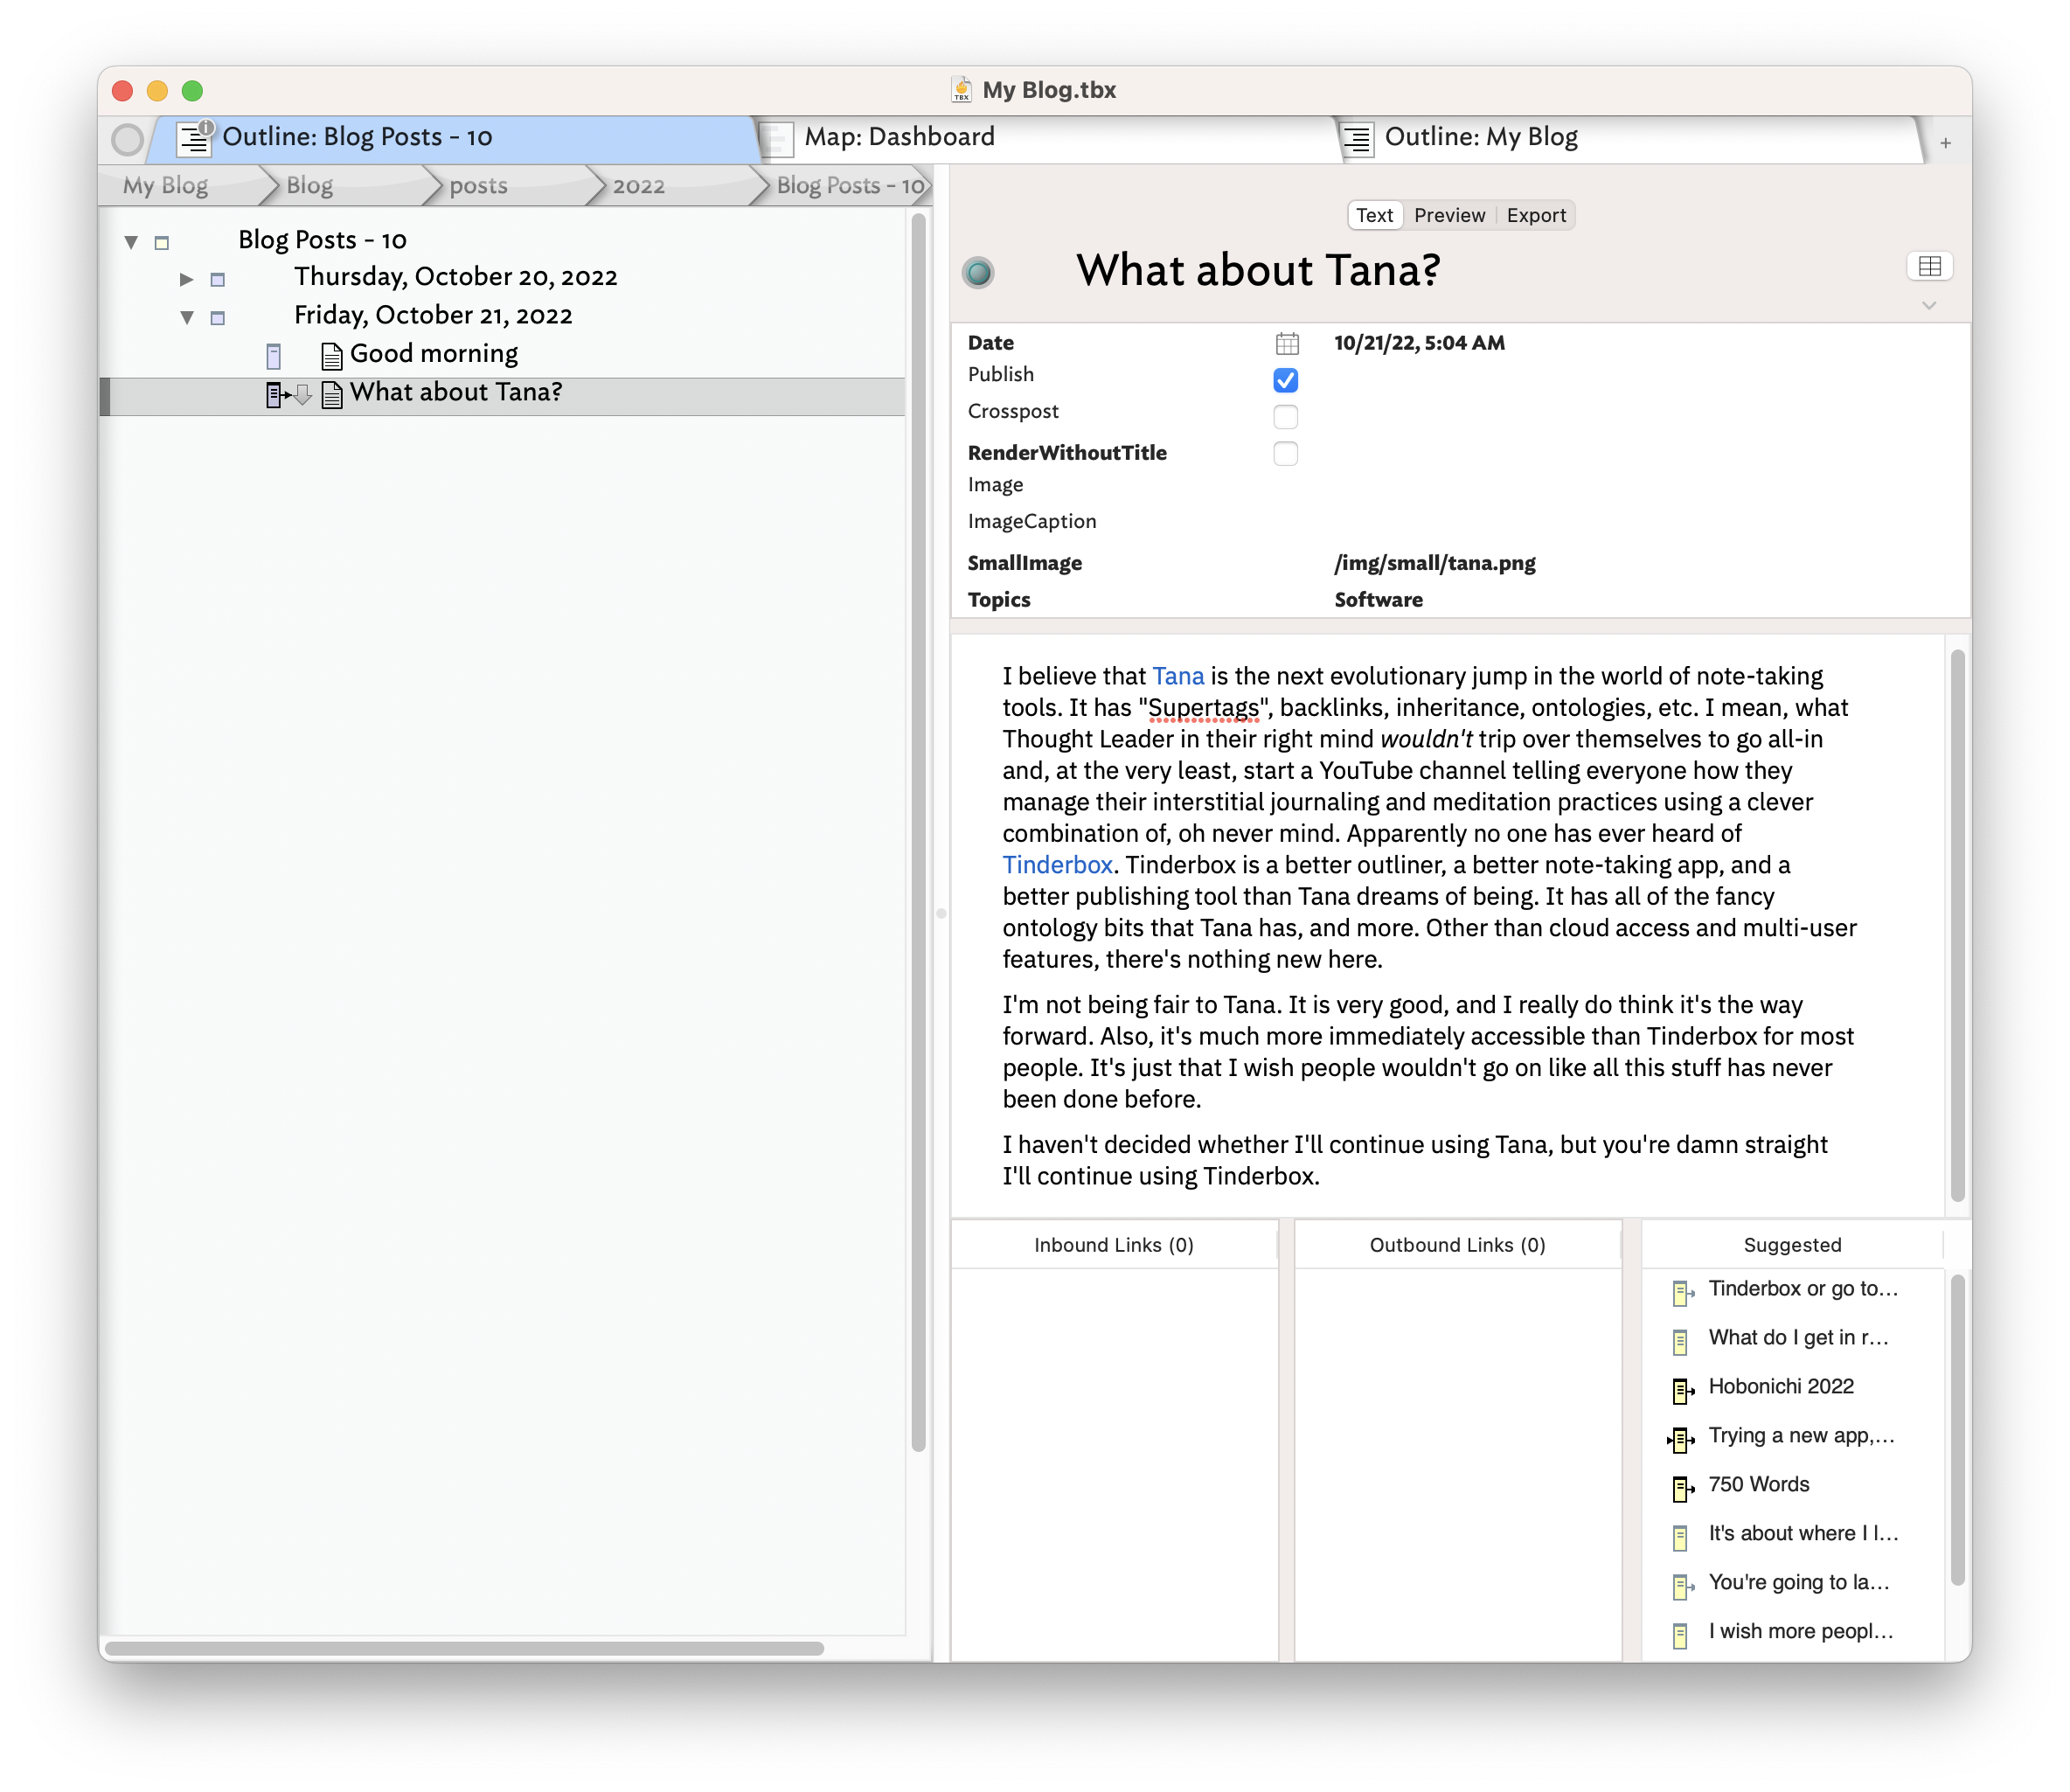 My Blog.tbx
Outline: Blog Posts - 10
Map: Dashboard
Outline: My Blog
+
My Blog
Blog
posts
2022
Blog Posts - 10
Blog Posts - 10
Thursday, October 20, 2022
Friday, October 21, 2022
Good morning
What about Tana?
Text Preview Export
What about Tana?
Date 10/21/22, 5:04 AM
Publish
Crosspost
RenderWithoutTitle
Image
ImageCaption
SmallImage /img/small/tana.png
Topics Software
I believe that Tana is the next evolutionary jump in the world of note-taking
tools. It has "Supertags", backlinks, inheritance, ontologies, etc. I mean, what
Thought Leader in their right mind wouldn't trip over themselves to go all-in
and, at the very least, start a YouTube channel telling everyone how they
manage their interstitial journaling and meditation practices using a clever
combination of, oh never mind. Apparently no one has ever heard of
Tinderbox. Tinderbox is a better outliner, a better note-taking app, and a
better publishing tool than Tana dreams of being. It has all of the fancy
ontology bits that Tana has, and more. Other than cloud access and multi-user
features, there's nothing new here.
I'm not being fair to Tana. It is very good, and I really do think it's the way
forward. Also, it's much more immediately accessible than Tinderbox for most
people. It's just that I wish people wouldn't go on like all this stuff has never
been done before.
I haven't decided whether I'll continue using Tana, but you're damn straight
I'll continue using Tinderbox.
Inbound Links (0)
Outbound Links (0)
Suggested
Tinderbox or go to…
What do I get in r…
Hobonichi 2022
Trying a new app,…
750 Words
It's about where I l…
You're going to la…
I wish more peopl…